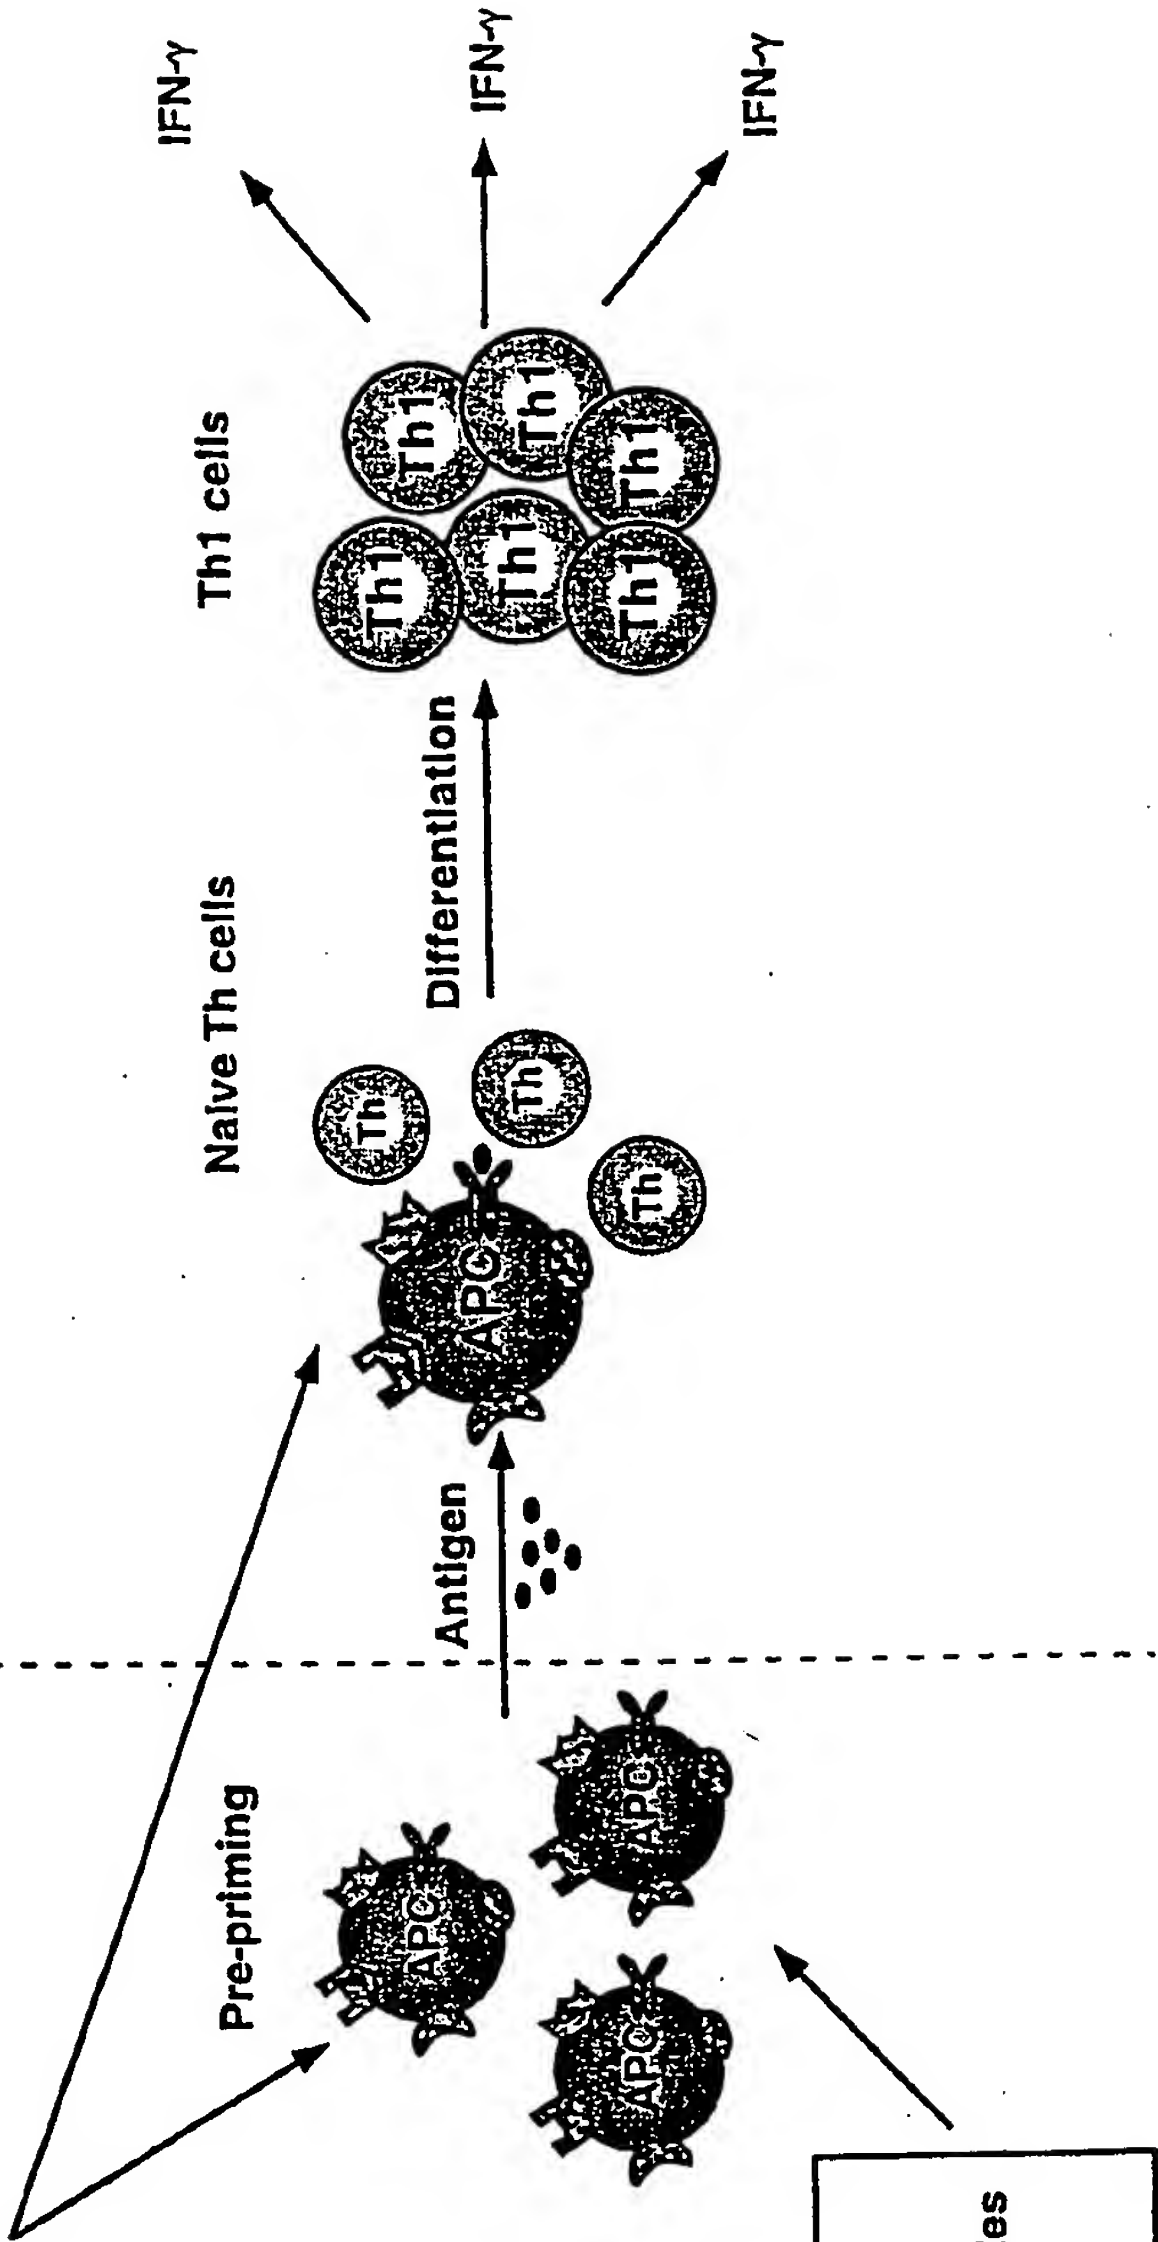 Pre-priming
APC
APC
APC
Antigen
APC
Naive Th cells
Th
Th
Th
Differentiation
Th1 cells
Th1
Th1
Th1
Th1
Th1
Th1
IFN-γ
IFN-γ
IFN-γ